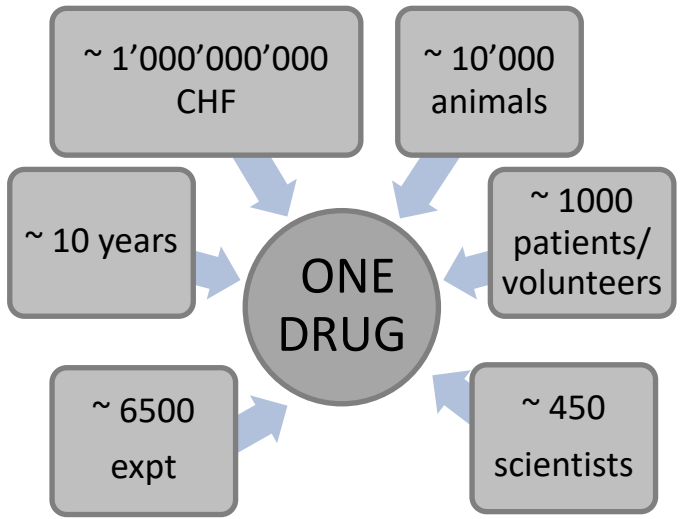 ~ 1’000’000’000
CHF
~ 10’000
animals
~ 10 years
~ 1000
patients/
volunteers
ONE
DRUG
~ 6500
expt
~ 450
scientists